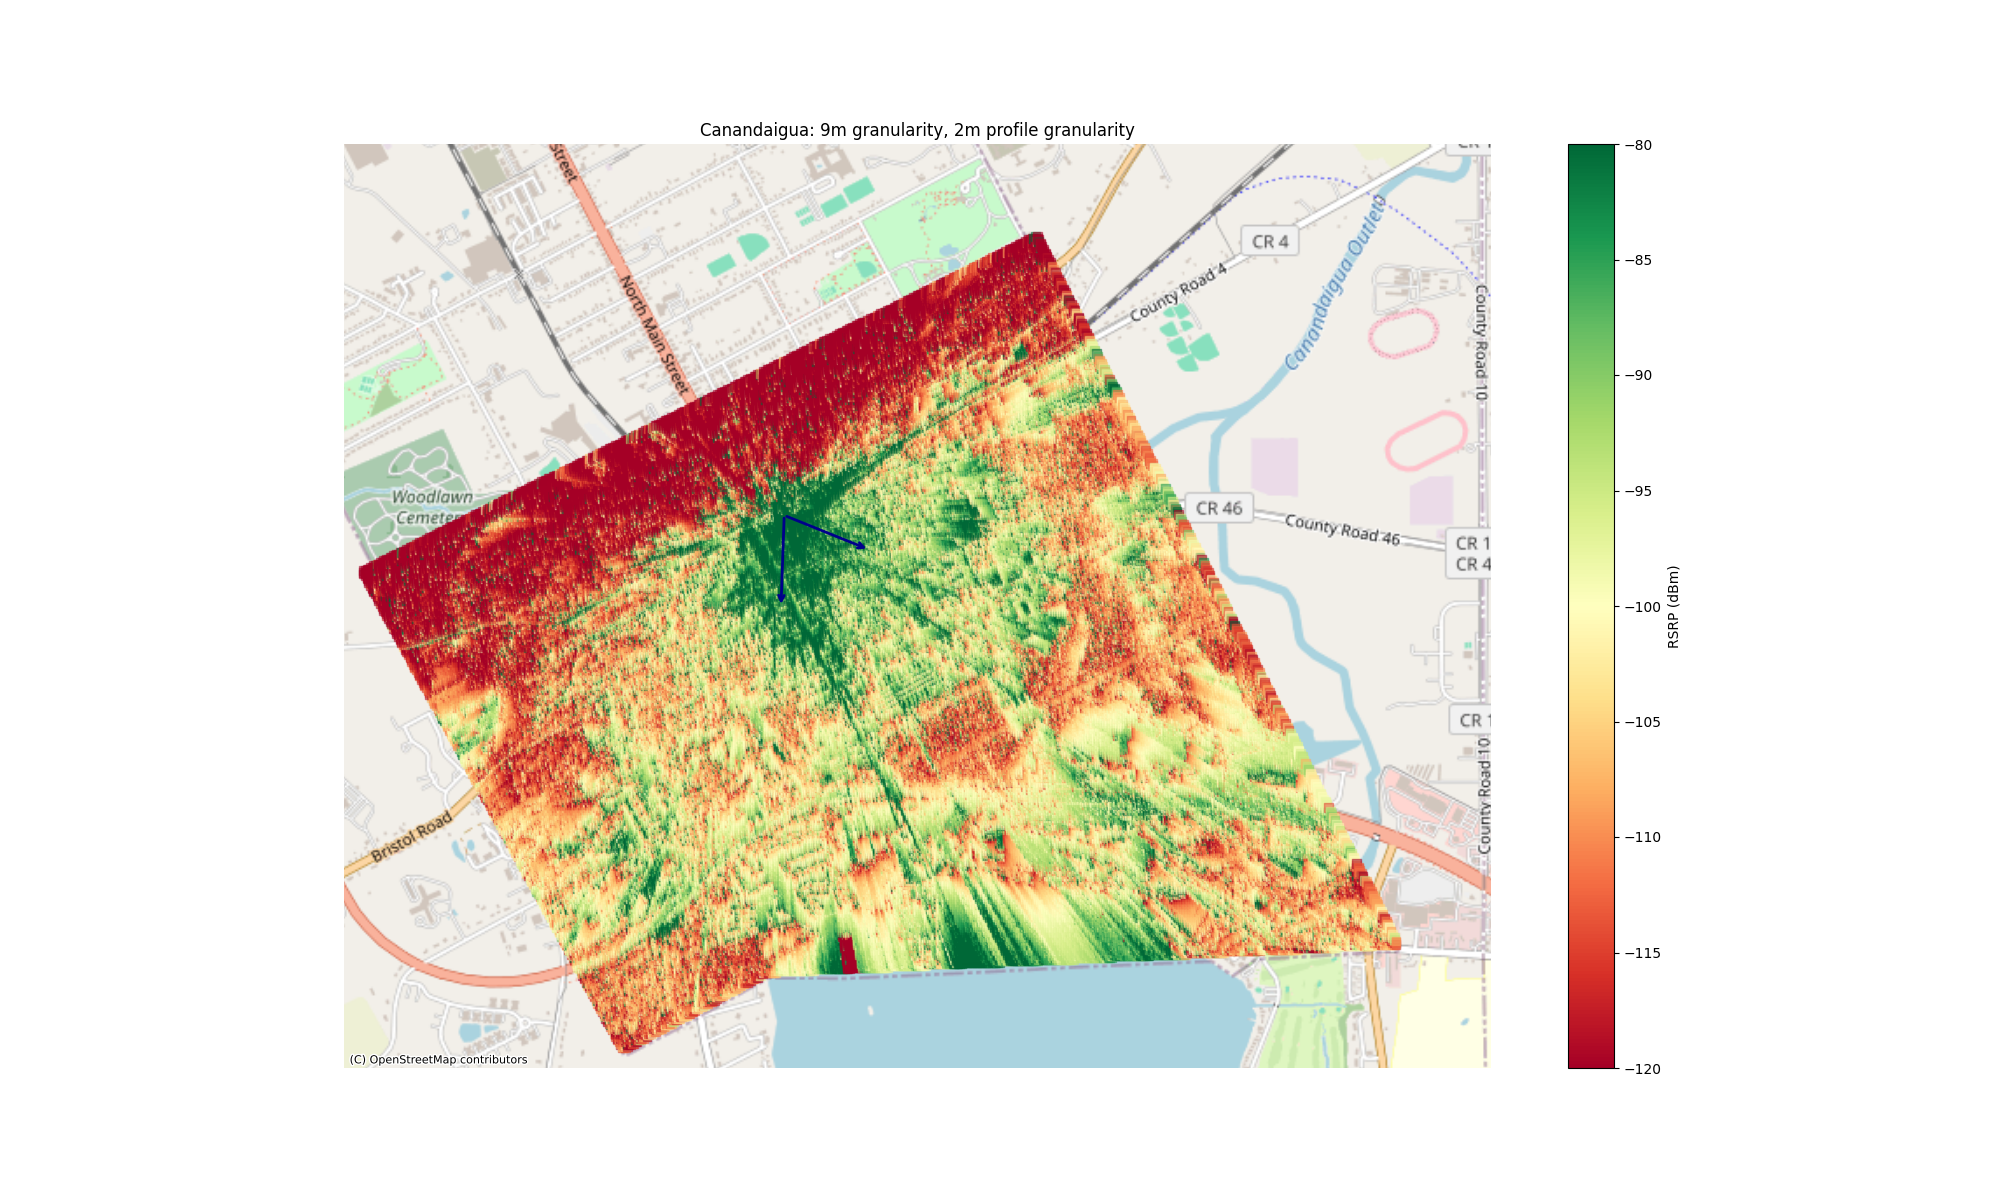 Canandaigua: 9m granularity, 2m profile granularity
Street
North Main Street
CR 4
County Road 4
Canandaigua Outlet
County Road 10
Woodlawn
Cemeter
CR 46
County Road 46
CR 1
CR 4
CR 1
County Road 10
Bristol Road
(C) OpenStreetMap contributors
−80
−85
−90
−95
−100
−105
−110
−115
−120
RSRP (dBm)